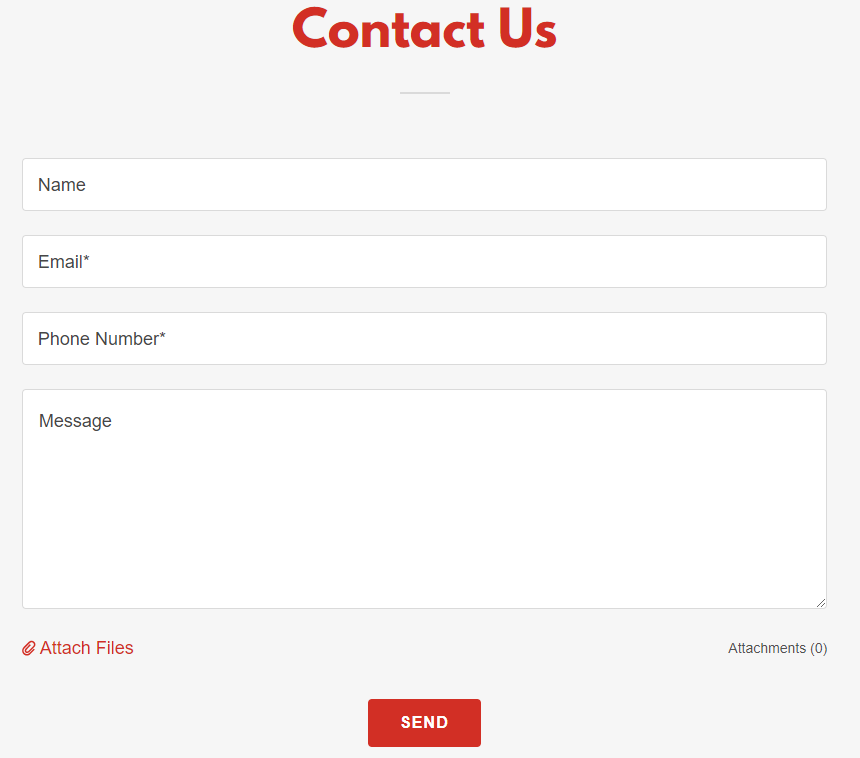 Contact Us
Name
Email*
Phone Number*
Message
Attach Files
Attachments (0)
SEND